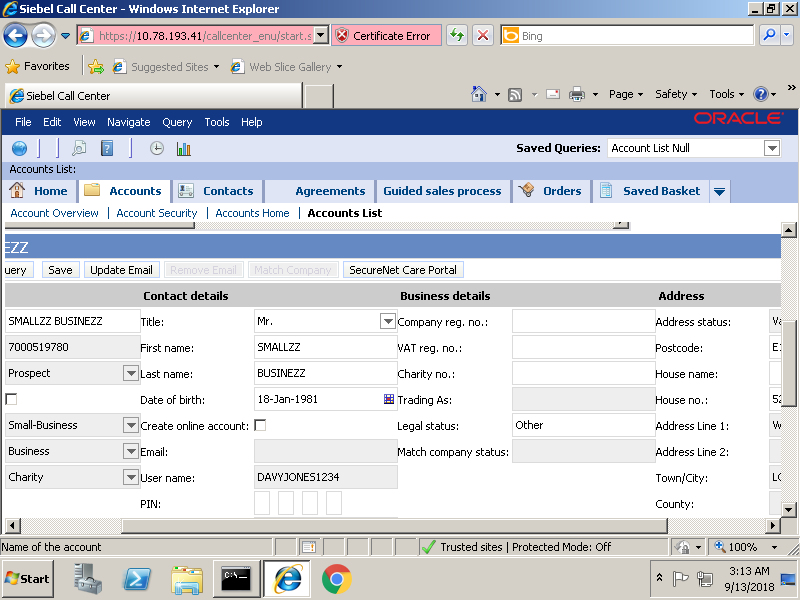 Siebel Call Center - Windows Internet Explorer
https://10.78.193.41/callcenter_enu/start.s
Certificate Error
Bing
Favorites
Suggested Sites
Web Slice Gallery
Siebel Call Center
Page
Safety
Tools
»
File Edit View Navigate Query Tools Help
ORACLE
Saved Queries:
Account List Null
Accounts List:
Home
Accounts
Contacts
Agreements
Guided sales process
Orders
Saved Basket
Account Overview | Account Security | Accounts Home | Accounts List
EZZ
uery
Save
Update Email
Remove Email
Match Company
SecureNet Care Portal
Contact details
Business details
Address
SMALLZZ BUSINEZZ
Title:
Mr.
Company reg. no.:
Address status:
Va
7000519780
First name:
SMALLZZ
VAT reg. no.:
Postcode:
E1
Prospect
Last name:
BUSINEZZ
Charity no.:
House name:
Date of birth:
18-Jan-1981
Trading As:
House no.:
52
Small-Business
Create online account:
Legal status:
Other
Address Line 1:
W
Business
Email:
Match company status:
Address Line 2:
Charity
User name:
DAVYJONES1234
Town/City:
LO
PIN:
County:
Name of the account
Trusted sites | Protected Mode: Off
100%
Start
3:13 AM
9/13/2018